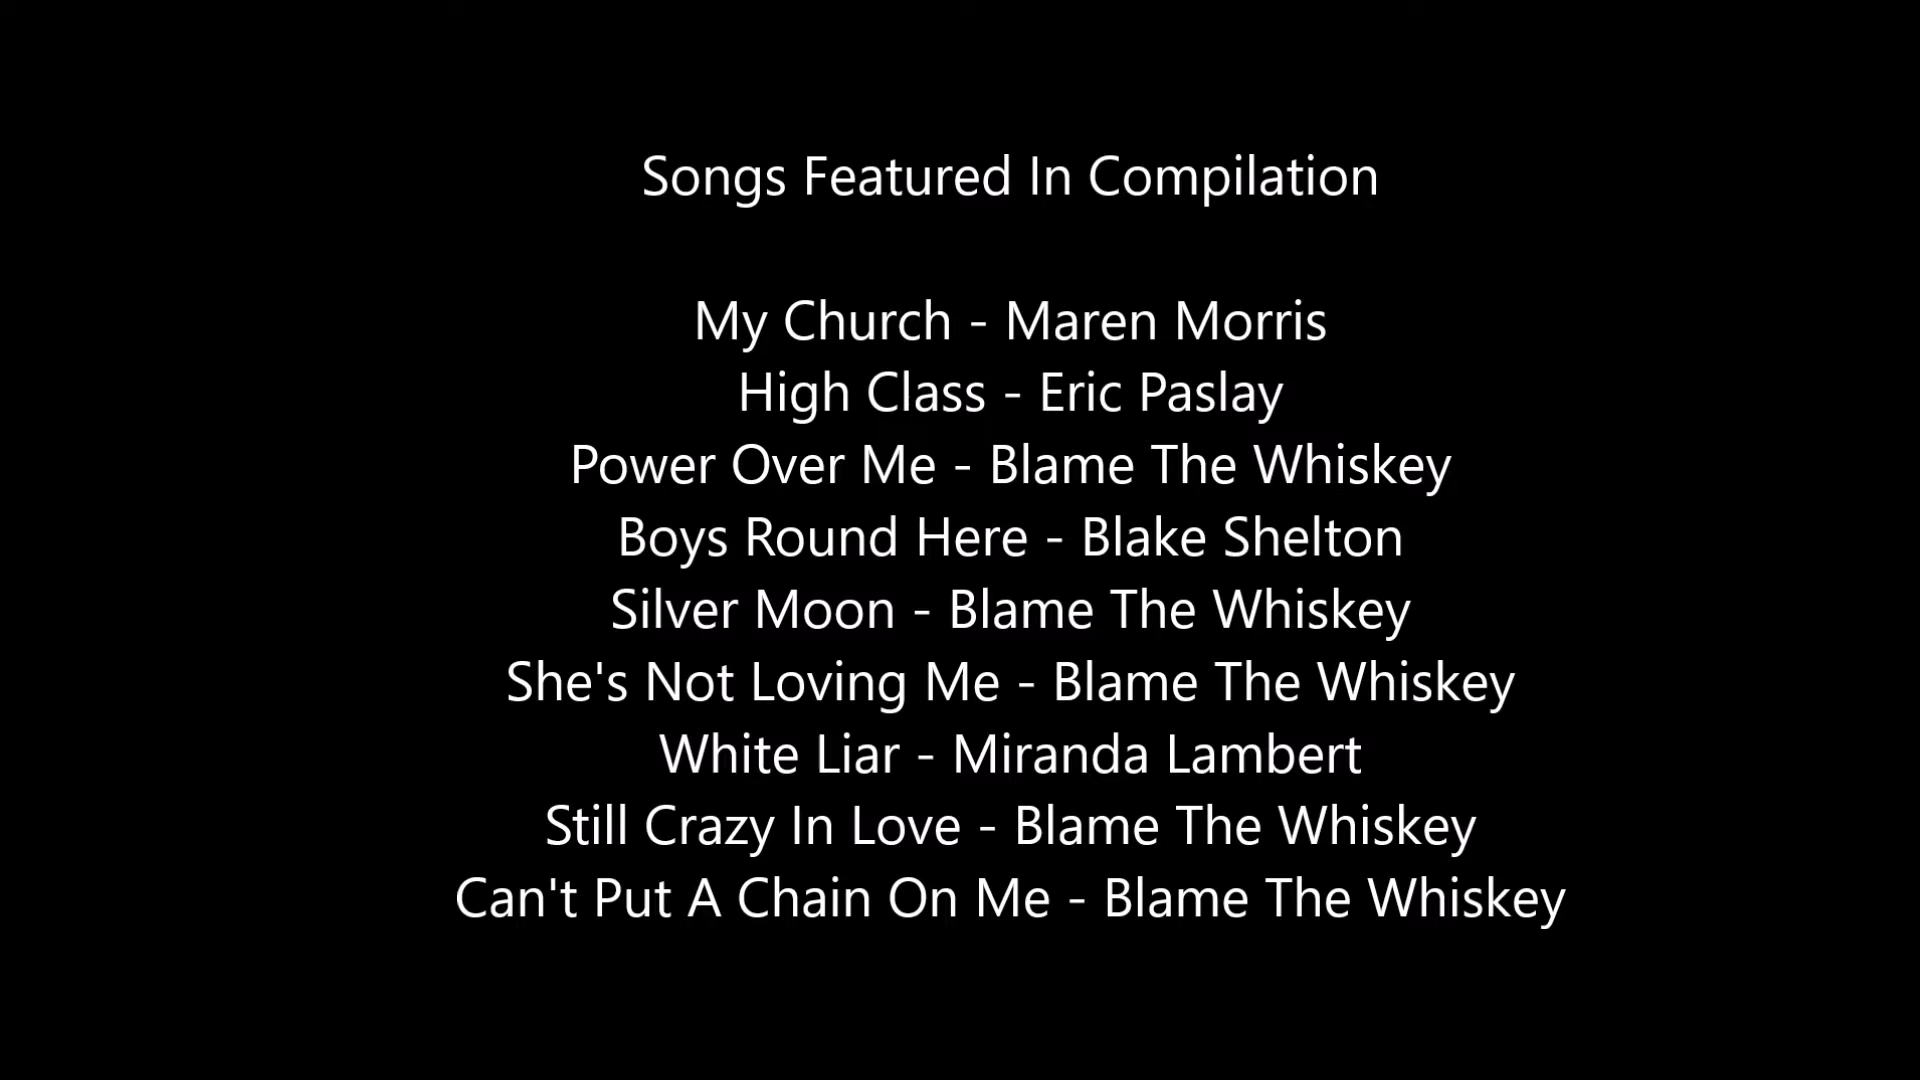 Songs Featured In Compilation
My Church - Maren Morris
High Class - Eric Paslay
Power Over Me - Blame The Whiskey
Boys Round Here - Blake Shelton
Silver Moon - Blame The Whiskey
She's Not Loving Me - Blame The Whiskey
White Liar - Miranda Lambert
Still Crazy In Love - Blame The Whiskey
Can't Put A Chain On Me - Blame The Whiskey